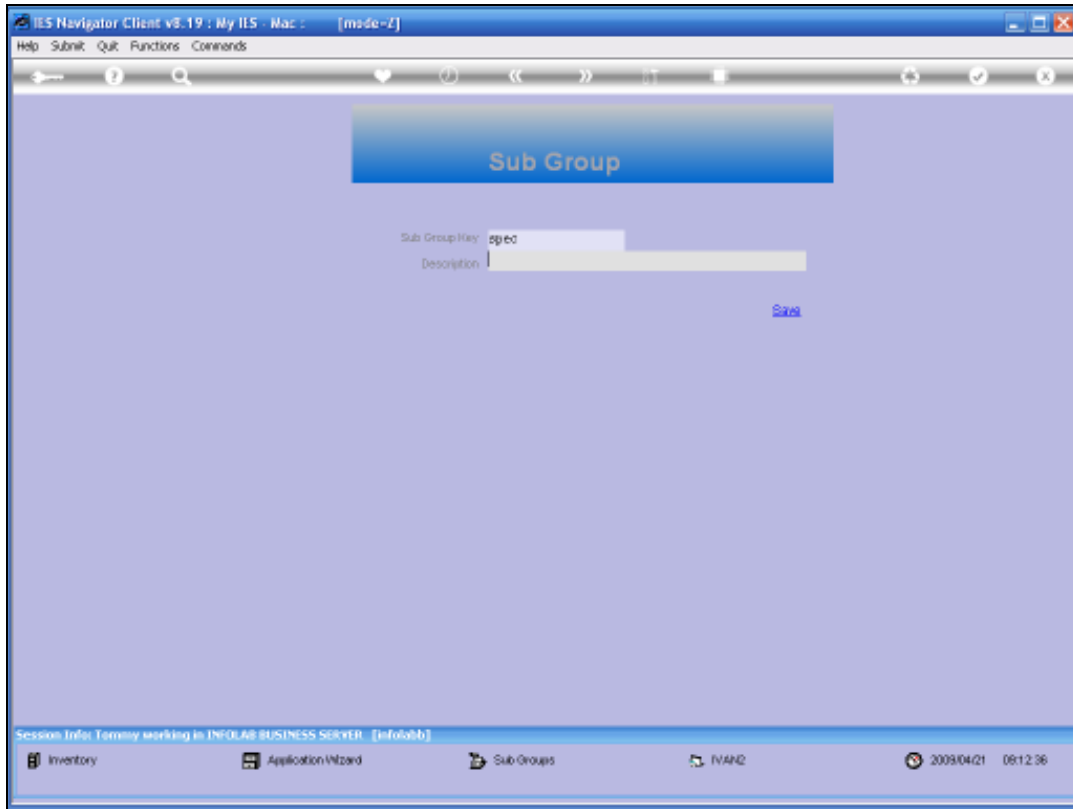 IES Navigator Client v8.19 : My IES - Mac : [mode=Z]
Help Submit Quit Functions Commands
Sub Group
Sub Group Key spec
Description
Save
Session Info: Tommy working in INFOLAB BUSINESS SERVER [infolabb]
Inventory Application Wizard Sub Groups IVAN2 2009/04/21 09:12:36